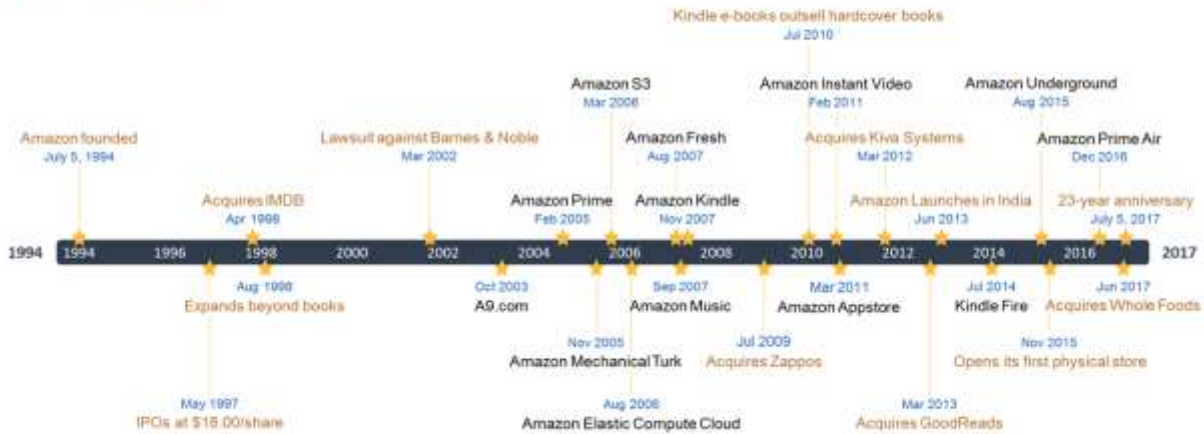 Kindle e-books outsell hardcover books
Jul 2010
Amazon S3
Mar 2006
Amazon Instant Video
Feb 2011
Amazon Underground
Aug 2015
Amazon founded
July 5, 1994
Lawsuit against Barnes & Noble
Mar 2002
Amazon Fresh
Aug 2007
Acquires Kiva Systems
Mar 2012
Amazon Prime Air
Dec 2016
Acquires IMDB
Apr 1998
Amazon Prime
Feb 2005
Amazon Kindle
Nov 2007
Amazon Launches in India
Jun 2013
23-year anniversary
July 5, 2017
1994 1994 1996 1998 2000 2002 2004 2006 2008 2010 2012 2014 2016 2017
Aug 1998
Expands beyond books
Oct 2003
A9.com
Sep 2007
Amazon Music
Mar 2011
Amazon Appstore
Jul 2014
Kindle Fire
Jun 2017
Acquires Whole Foods
Nov 2005
Amazon Mechanical Turk
Jul 2009
Acquires Zappos
Nov 2015
Opens its first physical store
May 1997
IPOs at $18.00/share
Aug 2006
Amazon Elastic Compute Cloud
Mar 2013
Acquires GoodReads